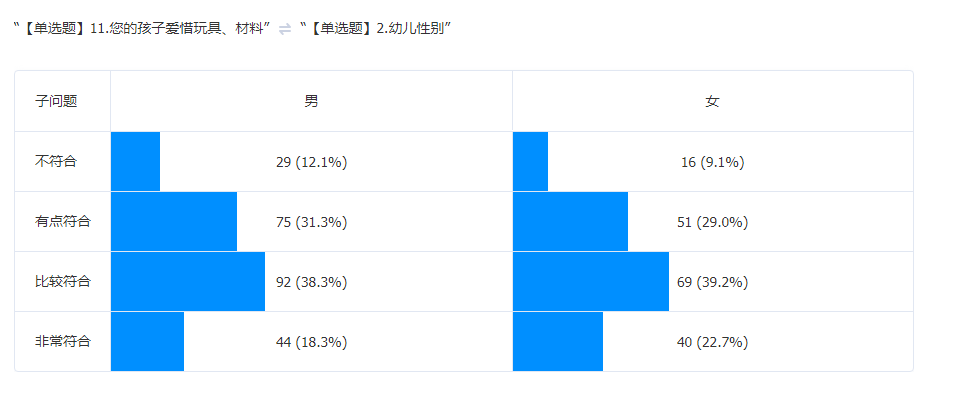 “【单选题】11.您的孩子爱惜玩具、材料” ⇌ “【单选题】2.幼儿性别”
子问题 男 女
不符合 29 (12.1%) 16 (9.1%)
有点符合 75 (31.3%) 51 (29.0%)
比较符合 92 (38.3%) 69 (39.2%)
非常符合 44 (18.3%) 40 (22.7%)